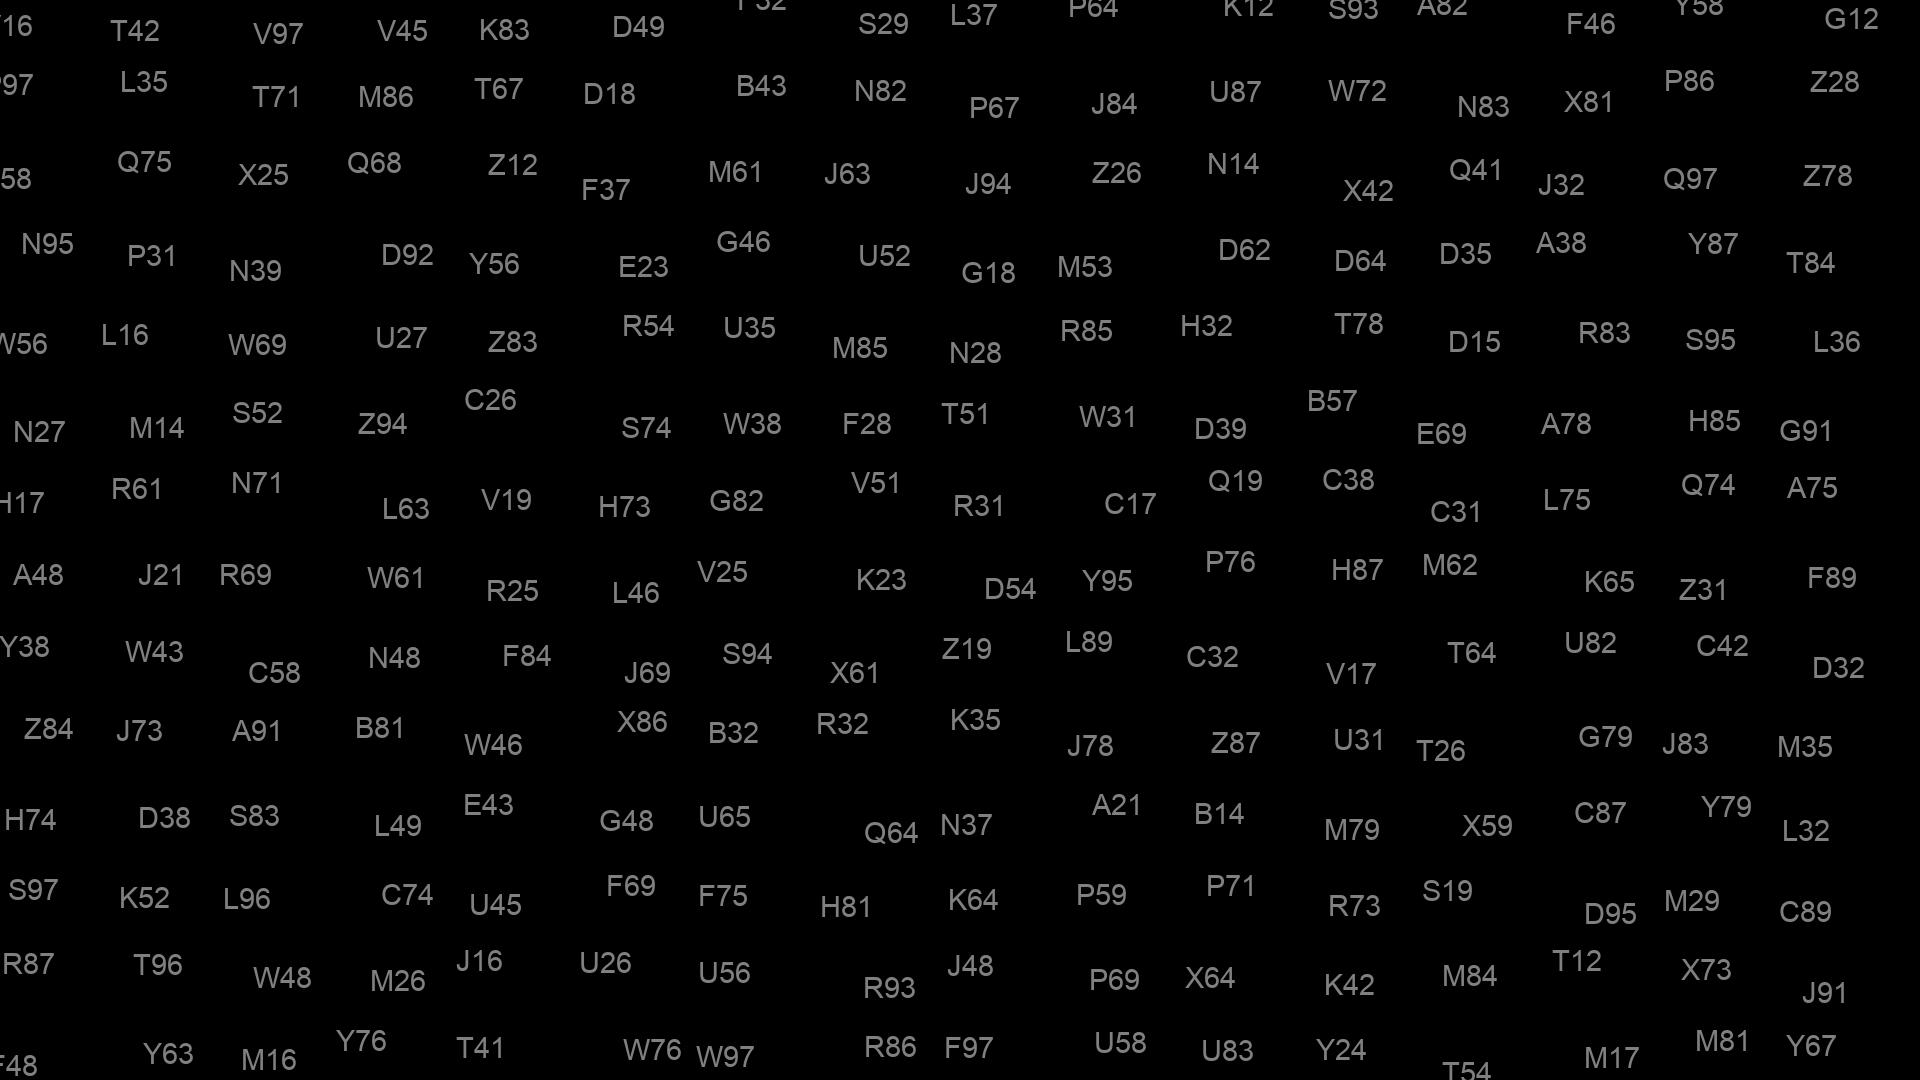 T42 V97 V45 K83 D49 S29 L37 P64 K12 S93 A82 F46 Y58 G12
L35 T71 M86 T67 D18 B43 N82 P67 J84 U87 W72 N83 X81 P86 Z28
Q75 X25 Q68 Z12 F37 M61 J63 J94 Z26 N14 X42 Q41 J32 Q97 Z78
N95 P31 N39 D92 Y56 E23 G46 U52 G18 M53 D62 D64 D35 A38 Y87 T84
W56 L16 W69 U27 Z83 R54 U35 M85 N28 R85 H32 T78 D15 R83 S95 L36
N27 M14 S52 Z94 C26 S74 W38 F28 T51 W31 D39 B57 E69 A78 H85 G91
H17 R61 N71 L63 V19 H73 G82 V51 R31 C17 Q19 C38 C31 L75 Q74 A75
A48 J21 R69 W61 R25 L46 V25 K23 D54 Y95 P76 H87 M62 K65 Z31 F89
Y38 W43 C58 N48 F84 J69 S94 X61 Z19 L89 C32 V17 T64 U82 C42 D32
Z84 J73 A91 B81 W46 X86 B32 R32 K35 J78 Z87 U31 T26 G79 J83 M35
H74 D38 S83 L49 E43 G48 U65 Q64 N37 A21 B14 M79 X59 C87 Y79 L32
S97 K52 L96 C74 U45 F69 F75 H81 K64 P59 P71 R73 S19 D95 M29 C89
R87 T96 W48 M26 J16 U26 U56 R93 J48 P69 X64 K42 M84 T12 X73 J91
Y63 M16 Y76 T41 W76 W97 R86 F97 U58 U83 Y24 T54 M17 M81 Y67